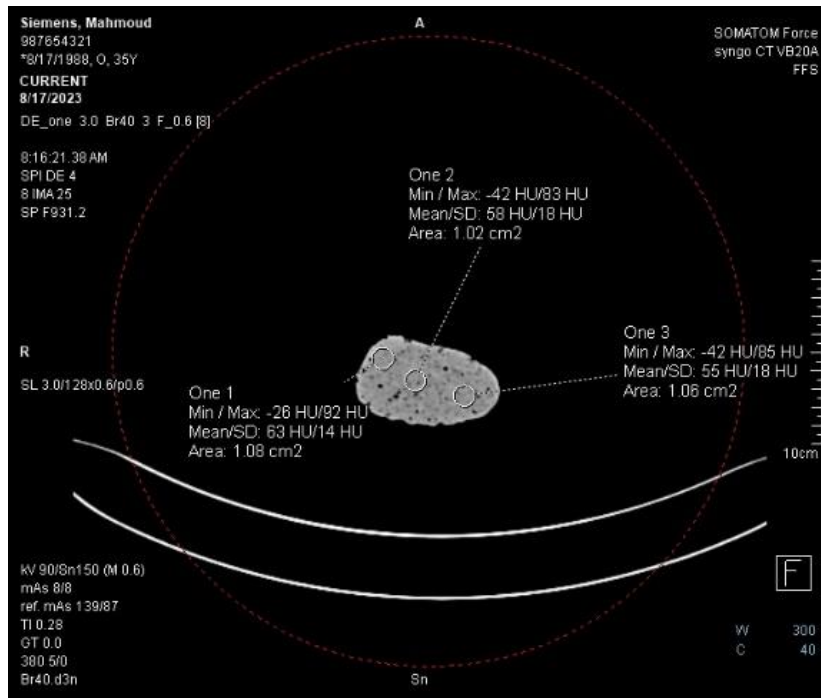 Siemens, Mahmoud
987654321
*8/17/1988, O, 35Y
CURRENT
8/17/2023
DE_one 3.0 Br40 3 F_0.6 [8]
8:16:21.38 AM
SPI DE 4
8 IMA 25
SP F931.2
A
SOMATOM Force
syngo CT VB20A
FFS
One 2
Min / Max: -42 HU/83 HU
Mean/SD: 58 HU/18 HU
Area: 1.02 cm2
R
SL 3.0/128x0.6/p0.6
One 3
Min / Max: -42 HU/85 HU
Mean/SD: 55 HU/18 HU
Area: 1.06 cm2
One 1
Min / Max: -26 HU/92 HU
Mean/SD: 63 HU/14 HU
Area: 1.08 cm2
10cm
kV 90/Sn150 (M 0.6)
mAs 8/8
ref. mAs 139/87
TI 0.28
GT 0.0
380 5/0
Br40.d3n
Sn
F
W 300
C 40